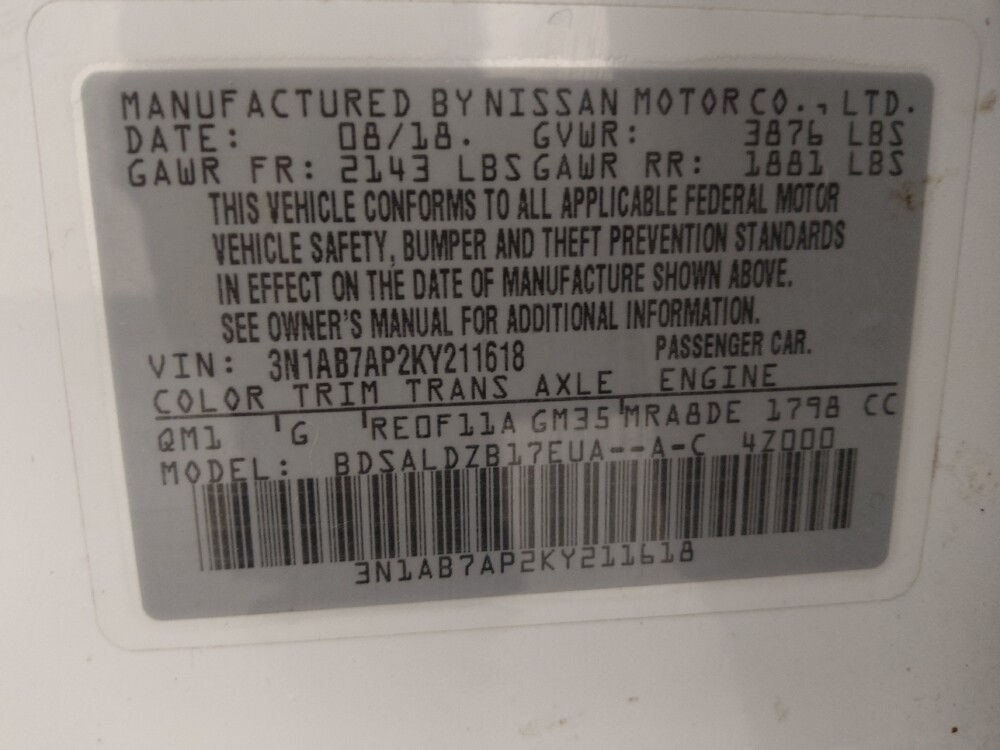 MANUFACTURED BY NISSAN MOTOR CO., LTD.
DATE: 08/18. GVWR: 3876 LBS
GAWR FR: 2143 LBS GAWR RR: 1881 LBS
THIS VEHICLE CONFORMS TO ALL APPLICABLE FEDERAL MOTOR
VEHICLE SAFETY, BUMPER AND THEFT PREVENTION STANDARDS
IN EFFECT ON THE DATE OF MANUFACTURE SHOWN ABOVE.
SEE OWNER'S MANUAL FOR ADDITIONAL INFORMATION.
VIN: 3N1AB7AP2KY211618 PASSENGER CAR.
COLOR TRIM TRANS AXLE ENGINE
QM1 G RE0F11A GM35 MRA8DE 1798 CC
MODEL: BDSALDZB17EUA--A-C 4Z000
3N1AB7AP2KY211618